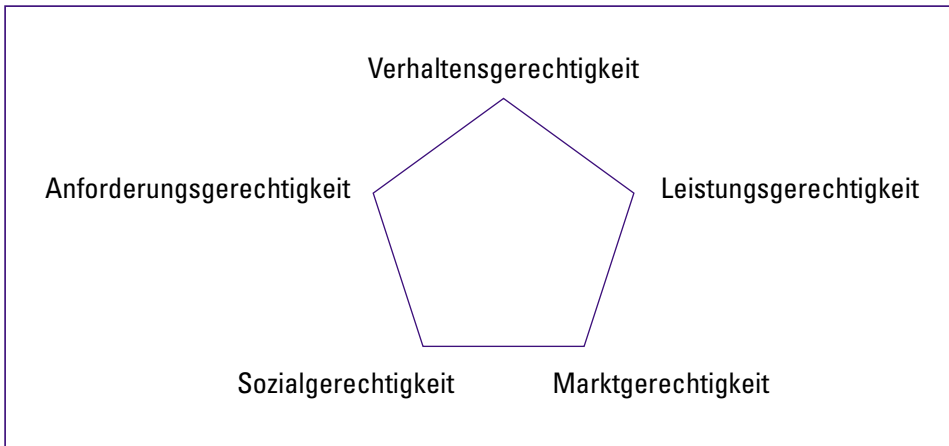 Verhaltensgerechtigkeit
Anforderungsgerechtigkeit
Leistungsgerechtigkeit
Sozialgerechtigkeit
Marktgerechtigkeit